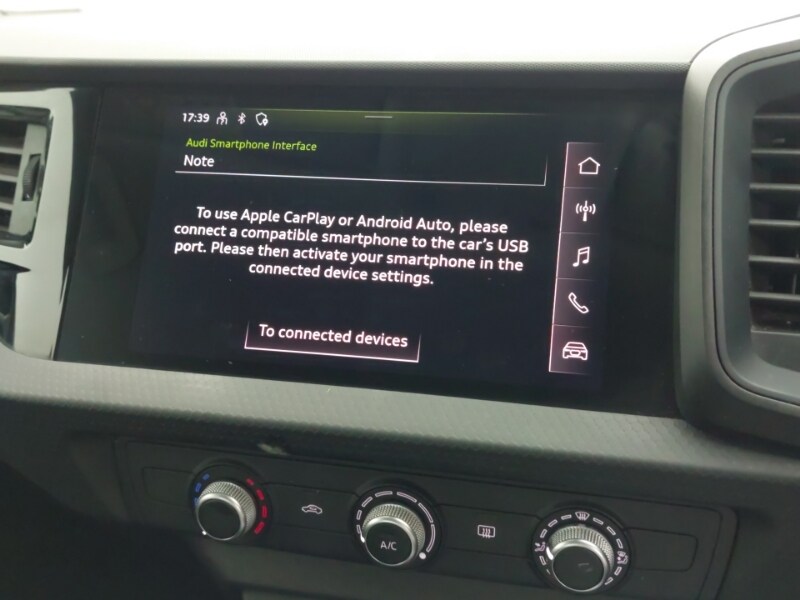 17:39
Audi Smartphone Interface
Note
To use Apple CarPlay or Android Auto, please
connect a compatible smartphone to the car's USB
port. Please then activate your smartphone in the
connected device settings.
To connected devices
A/C